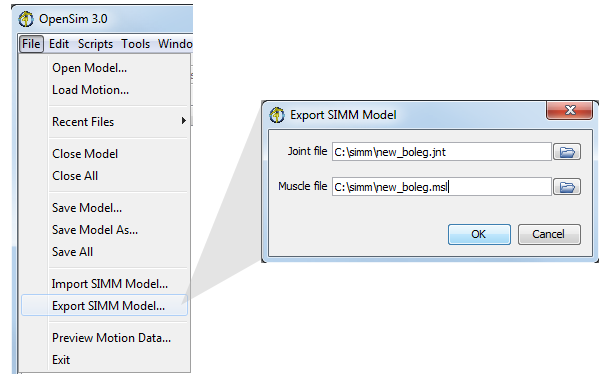 OpenSim 3.0
File Edit Scripts Tools Windo
Open Model...
Load Motion...
Recent Files
Close Model
Close All
Save Model...
Save Model As...
Save All
Import SIMM Model...
Export SIMM Model...
Preview Motion Data...
Exit
Export SIMM Model
Joint file C:\simm\new_boleg.jnt
Muscle file C:\simm\new_boleg.msl
OK Cancel